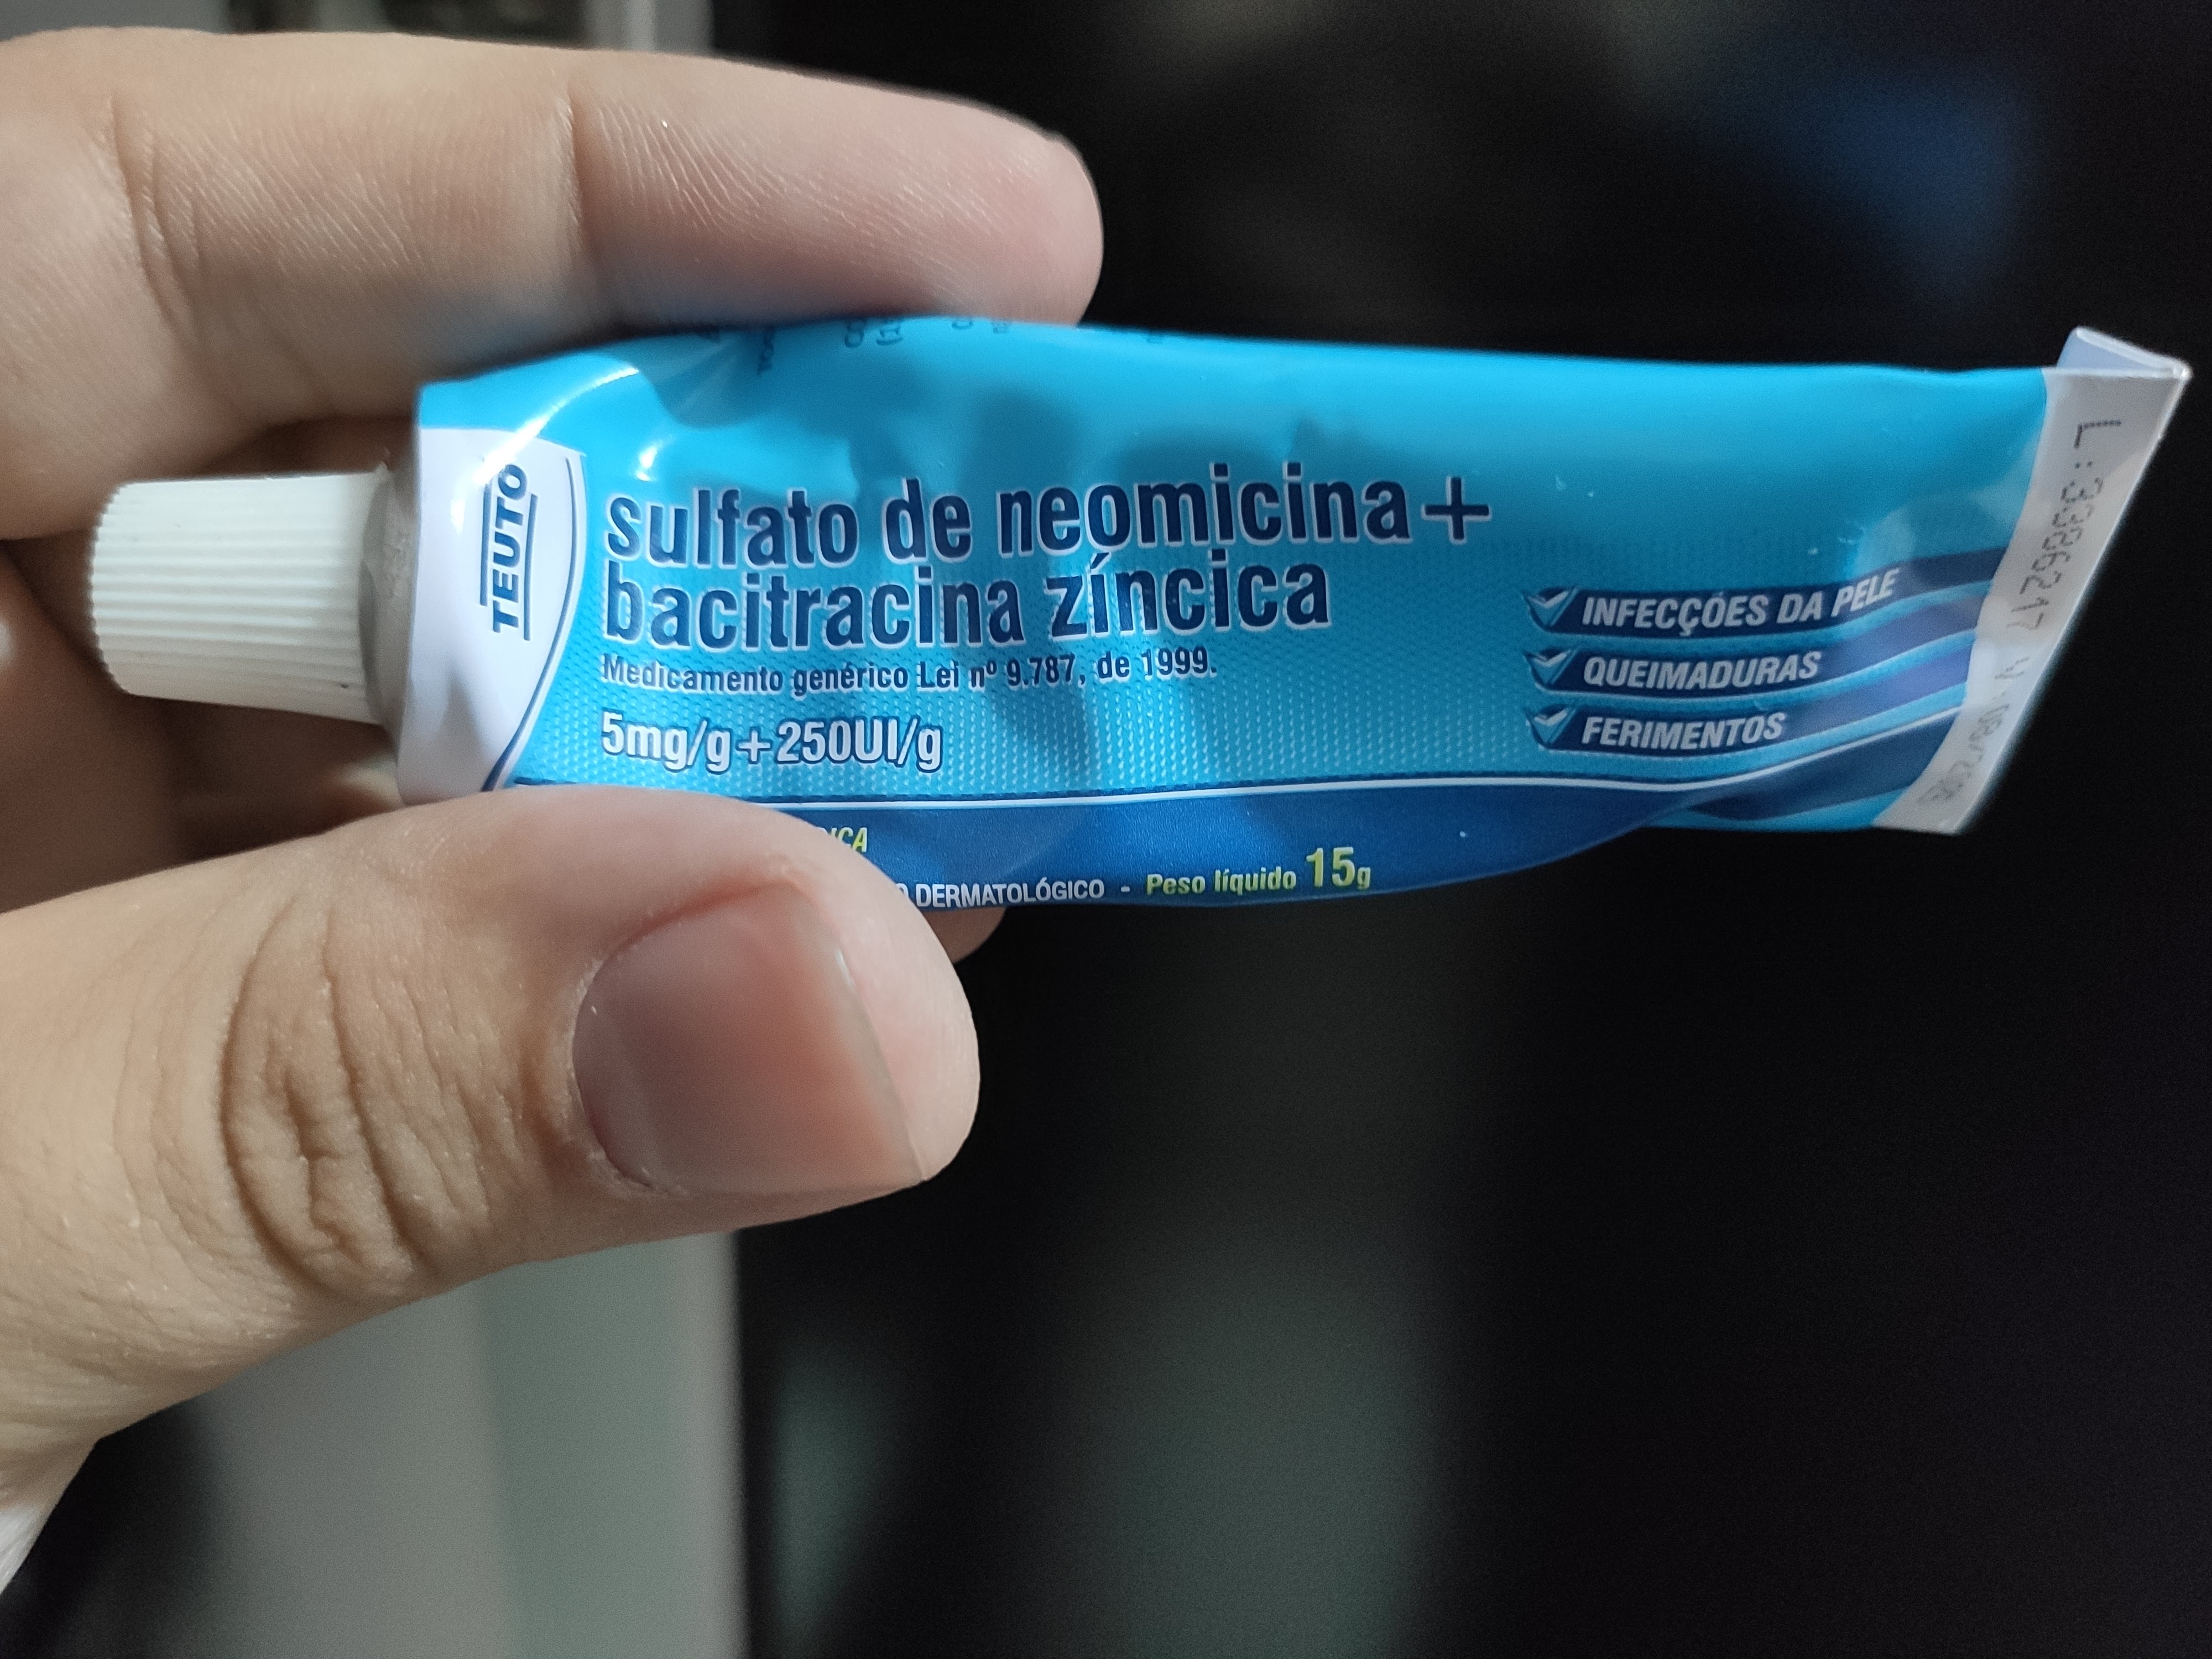 TEUTO
sulfato de neomicina +
bacitracina zíncica
Medicamento genérico Lei nº 9.787, de 1999.
5mg/g+250UI/g
INFECÇÕES DA PELE
QUEIMADURAS
FERIMENTOS
DERMATOLÓGICO - Peso líquido 15g